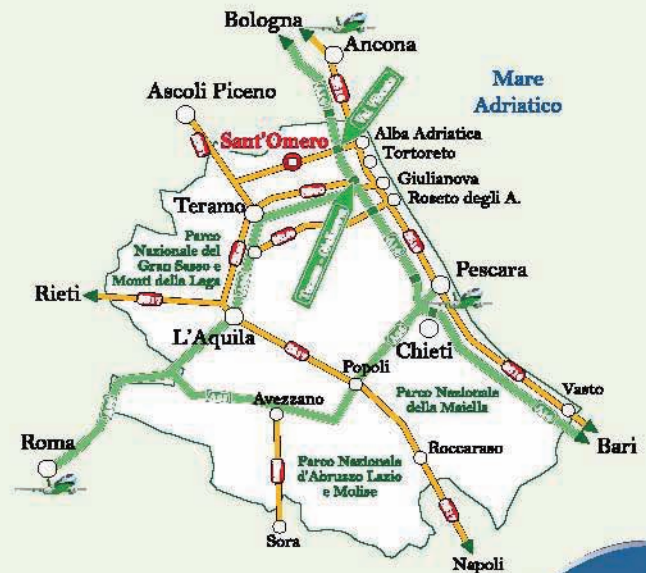 Bologna
Ancona
Mare
Adriatico
Ascoli Piceno
Sant'Omero
Alba Adriatica
Tortoreto
Giulianova
Roseto degli A.
Teramo
Parco
Nazionale del
Gran Sasso e
Monti della Laga
Rieti
Pescara
L'Aquila
Chieti
Popoli
Parco Nazionale
della Maiella
Avezzano
Vasto
Bari
Roma
Roccaraso
Parco Nazionale
d'Abruzzo Lazio
e Molise
Sora
Napoli